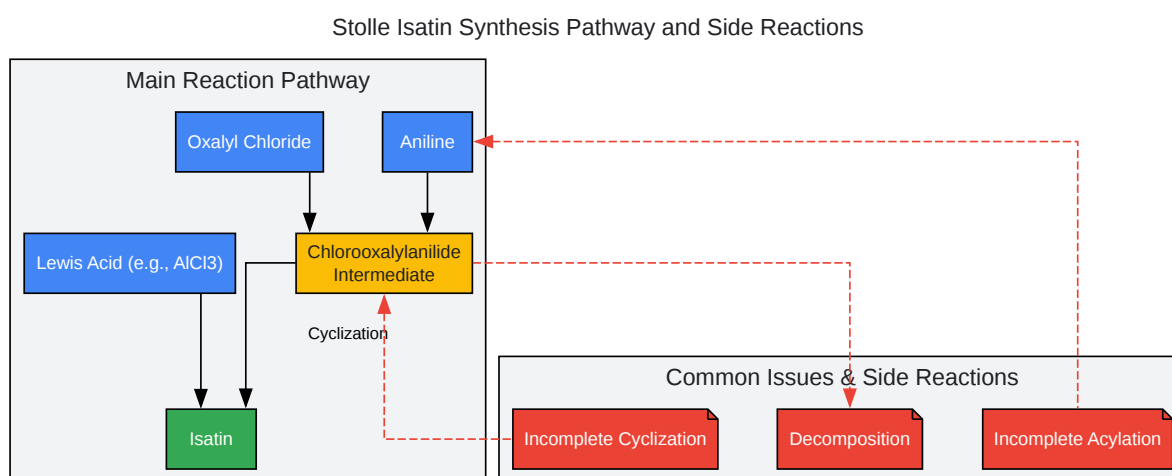 Stolle Isatin Synthesis Pathway and Side Reactions
Main Reaction Pathway
Oxalyl Chloride
Aniline
Lewis Acid (e.g., AlCl3)
Chlorooxalylanilide
Intermediate
Cyclization
Isatin
Common Issues & Side Reactions
Incomplete Cyclization
Decomposition
Incomplete Acylation